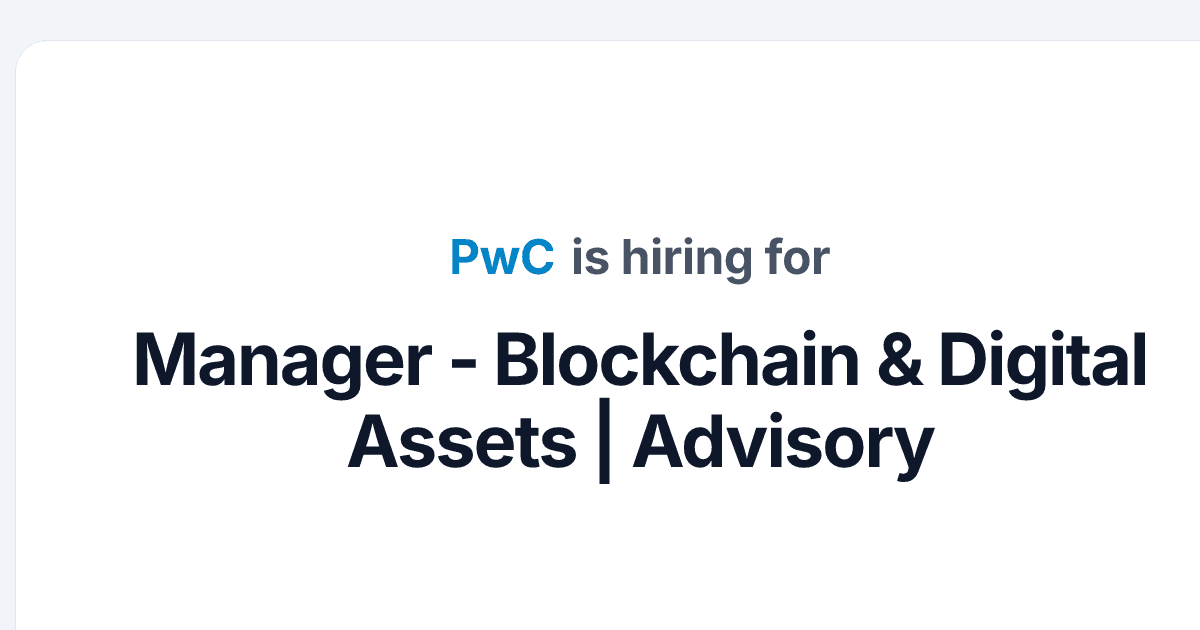 PwC is hiring for
Manager - Blockchain & Digital
Assets | Advisory